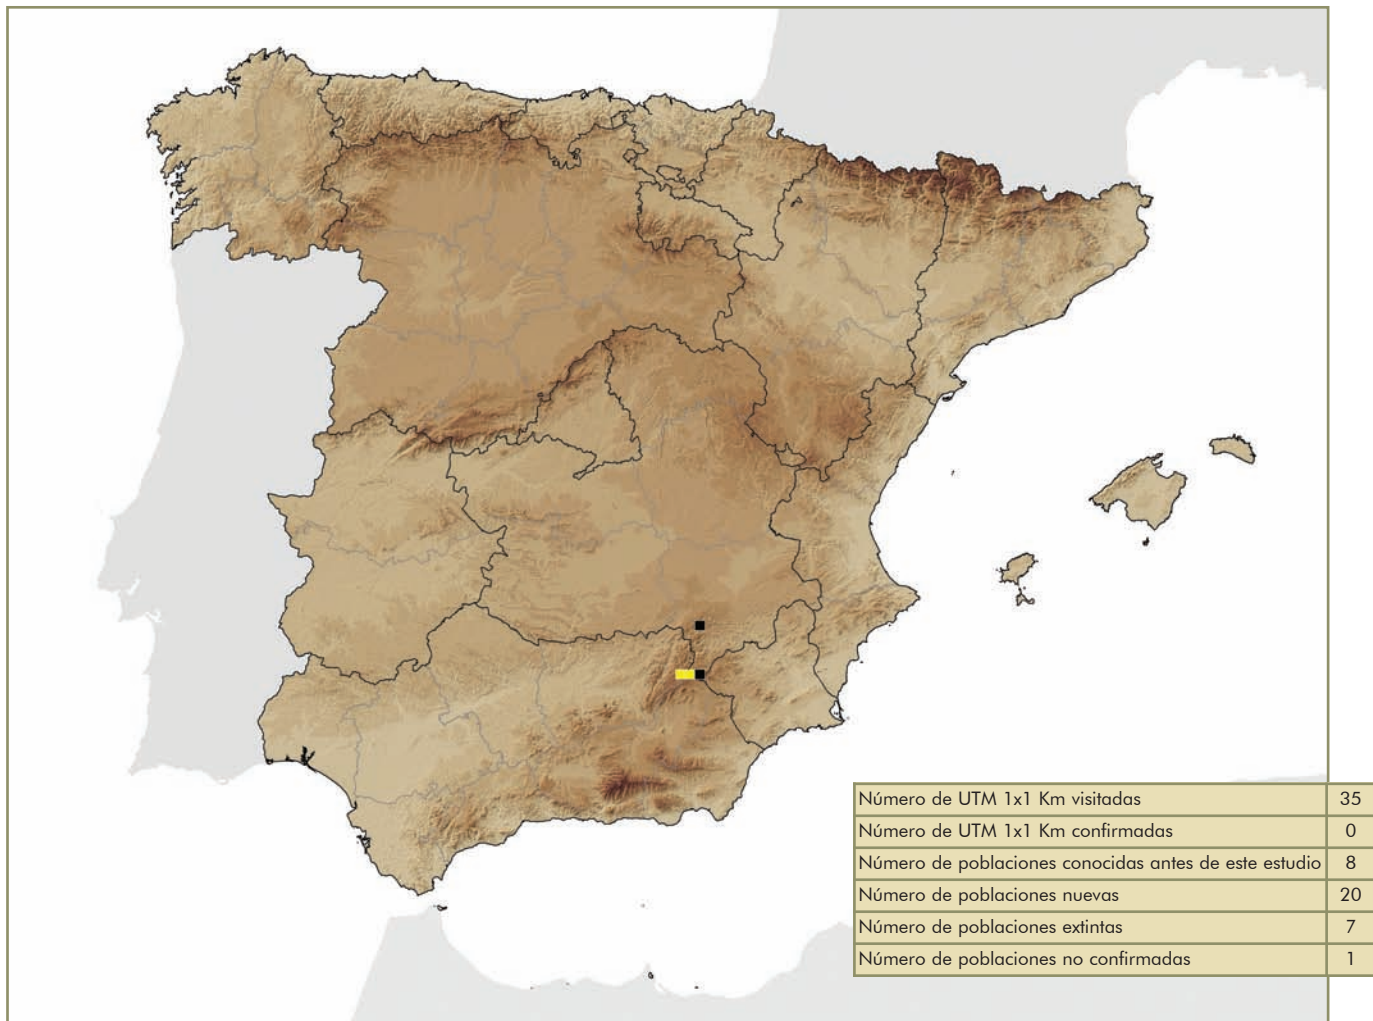 Número de UTM 1x1 Km visitadas 35
Número de UTM 1x1 Km confirmadas 0
Número de poblaciones conocidas antes de este estudio 8
Número de poblaciones nuevas 20
Número de poblaciones extintas 7
Número de poblaciones no confirmadas 1